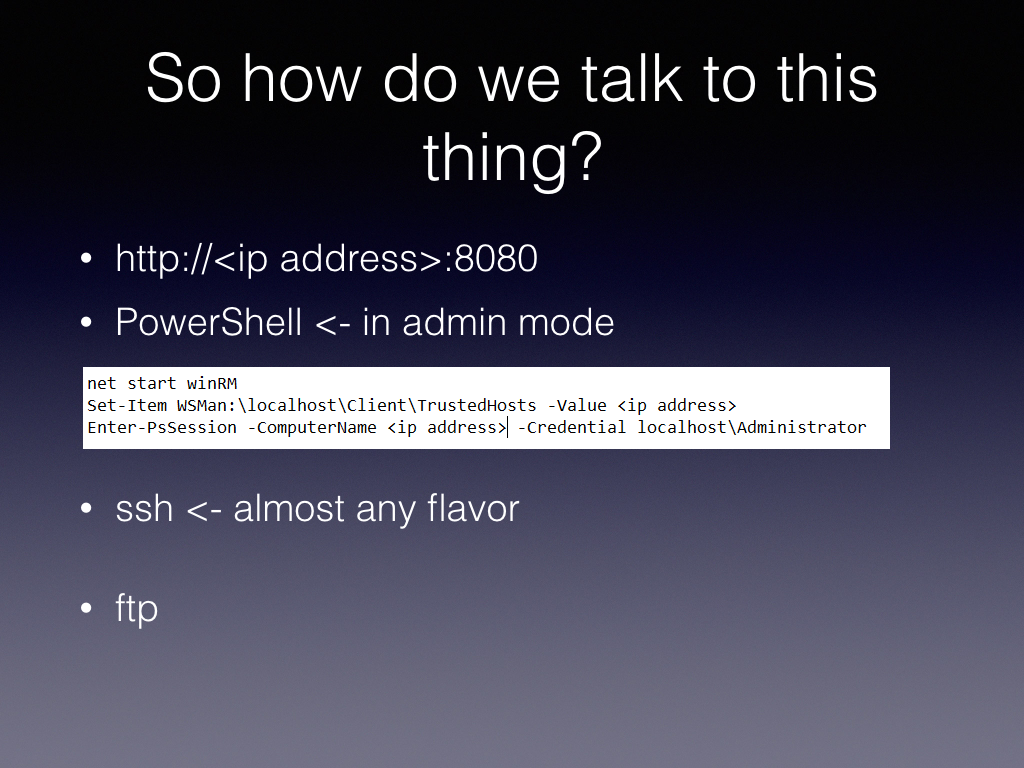 So how do we talk to this
thing?
• http://<ip address>:8080
• PowerShell <- in admin mode
net start winRM
Set-Item WSMan:\localhost\Client\TrustedHosts -Value <ip address>
Enter-PsSession -ComputerName <ip address> -Credential localhost\Administrator
• ssh <- almost any flavor
• ftp